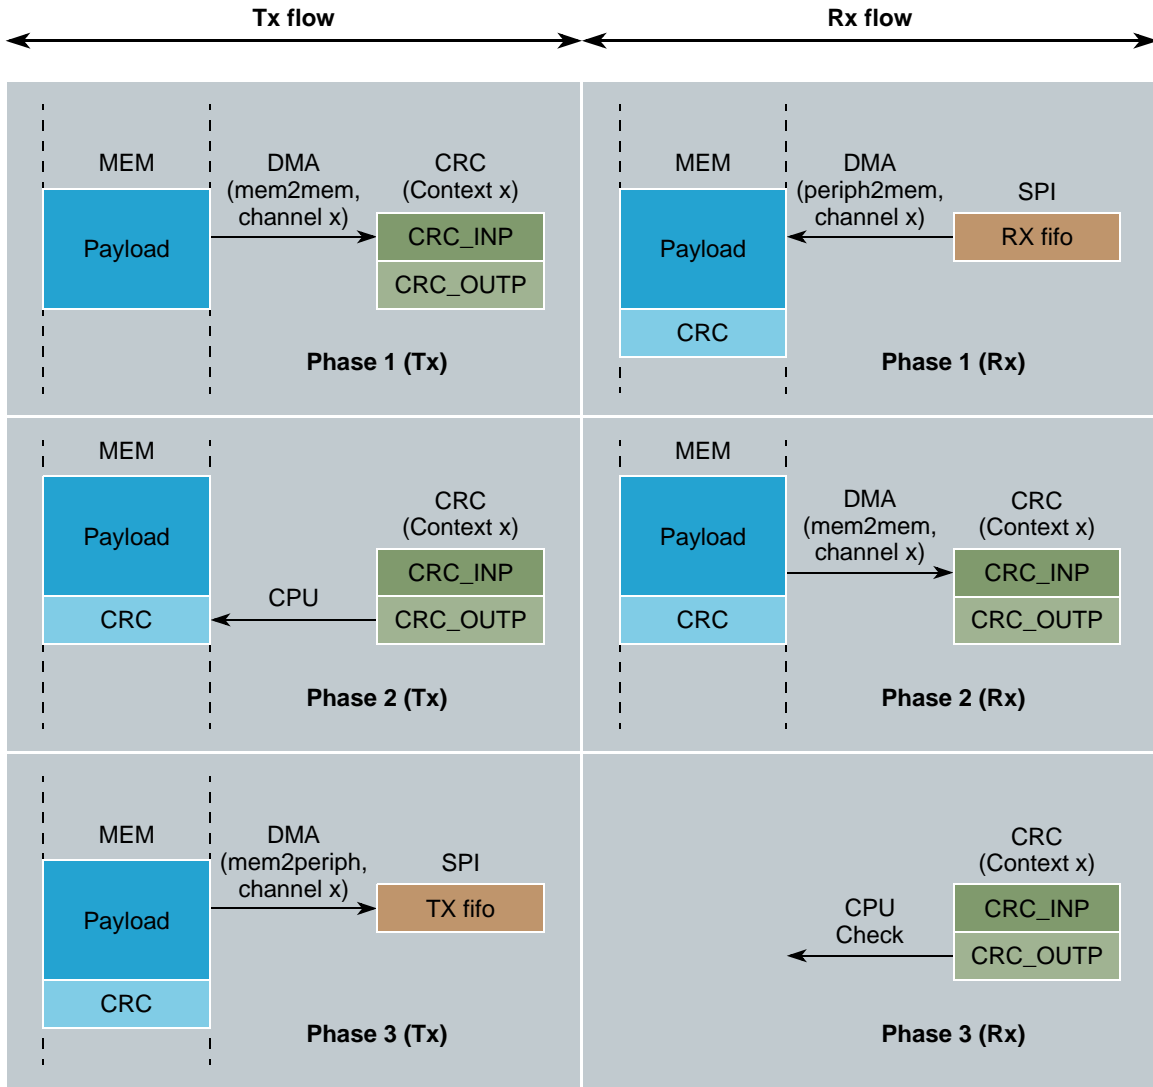 Tx flow
Rx flow
MEM
DMA
(mem2mem,
channel x)
CRC
(Context x)
Payload
CRC_INP
CRC_OUTP
Phase 1 (Tx)
MEM
DMA
(periph2mem,
channel x)
SPI
Payload
RX fifo
CRC
Phase 1 (Rx)
MEM
CRC
(Context x)
Payload
CRC_INP
CPU
CRC
CRC_OUTP
Phase 2 (Tx)
MEM
DMA
(mem2mem,
channel x)
CRC
(Context x)
Payload
CRC_INP
CRC
CRC_OUTP
Phase 2 (Rx)
MEM
DMA
(mem2periph,
channel x)
SPI
Payload
TX fifo
CRC
Phase 3 (Tx)
CRC
(Context x)
CPU
Check
CRC_INP
CRC_OUTP
Phase 3 (Rx)